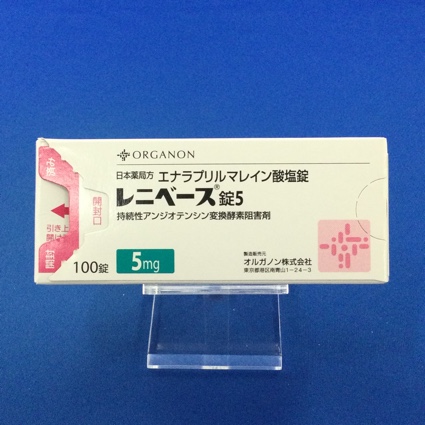 ORGANON
日本薬局方 エナラプリルマレイン酸塩錠
レニベース®錠5
持続性アンジオテンシン変換酵素阻害剤
100錠 5mg
開封口
引き上
開け
開封
製造販売元
オルガノン株式会社
東京都港区南青山1-24-3